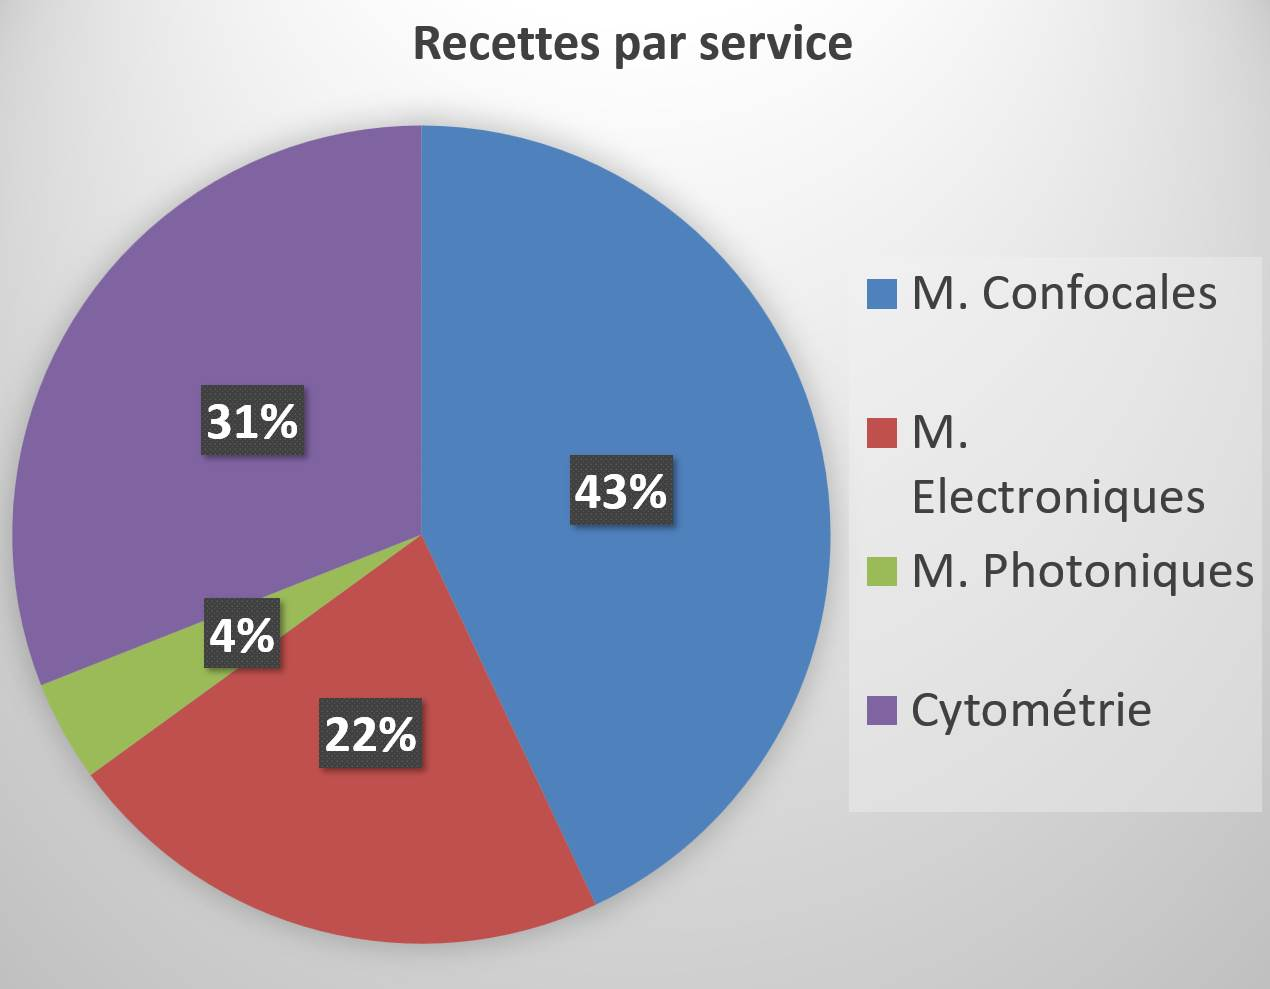 Recettes par service
43%
22%
4%
31%
M. Confocales
M.
Electroniques
M. Photoniques
Cytométrie